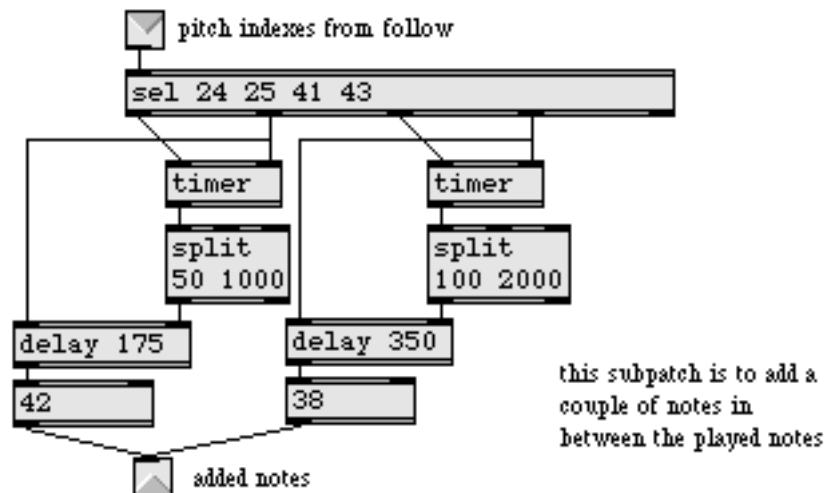 pitch indexes from follow
sel 24 25 41 43
timer
timer
split
50 1000
split
100 2000
delay 175
delay 350
42
38
this subpatch is to add a
couple of notes in
between the played notes
added notes